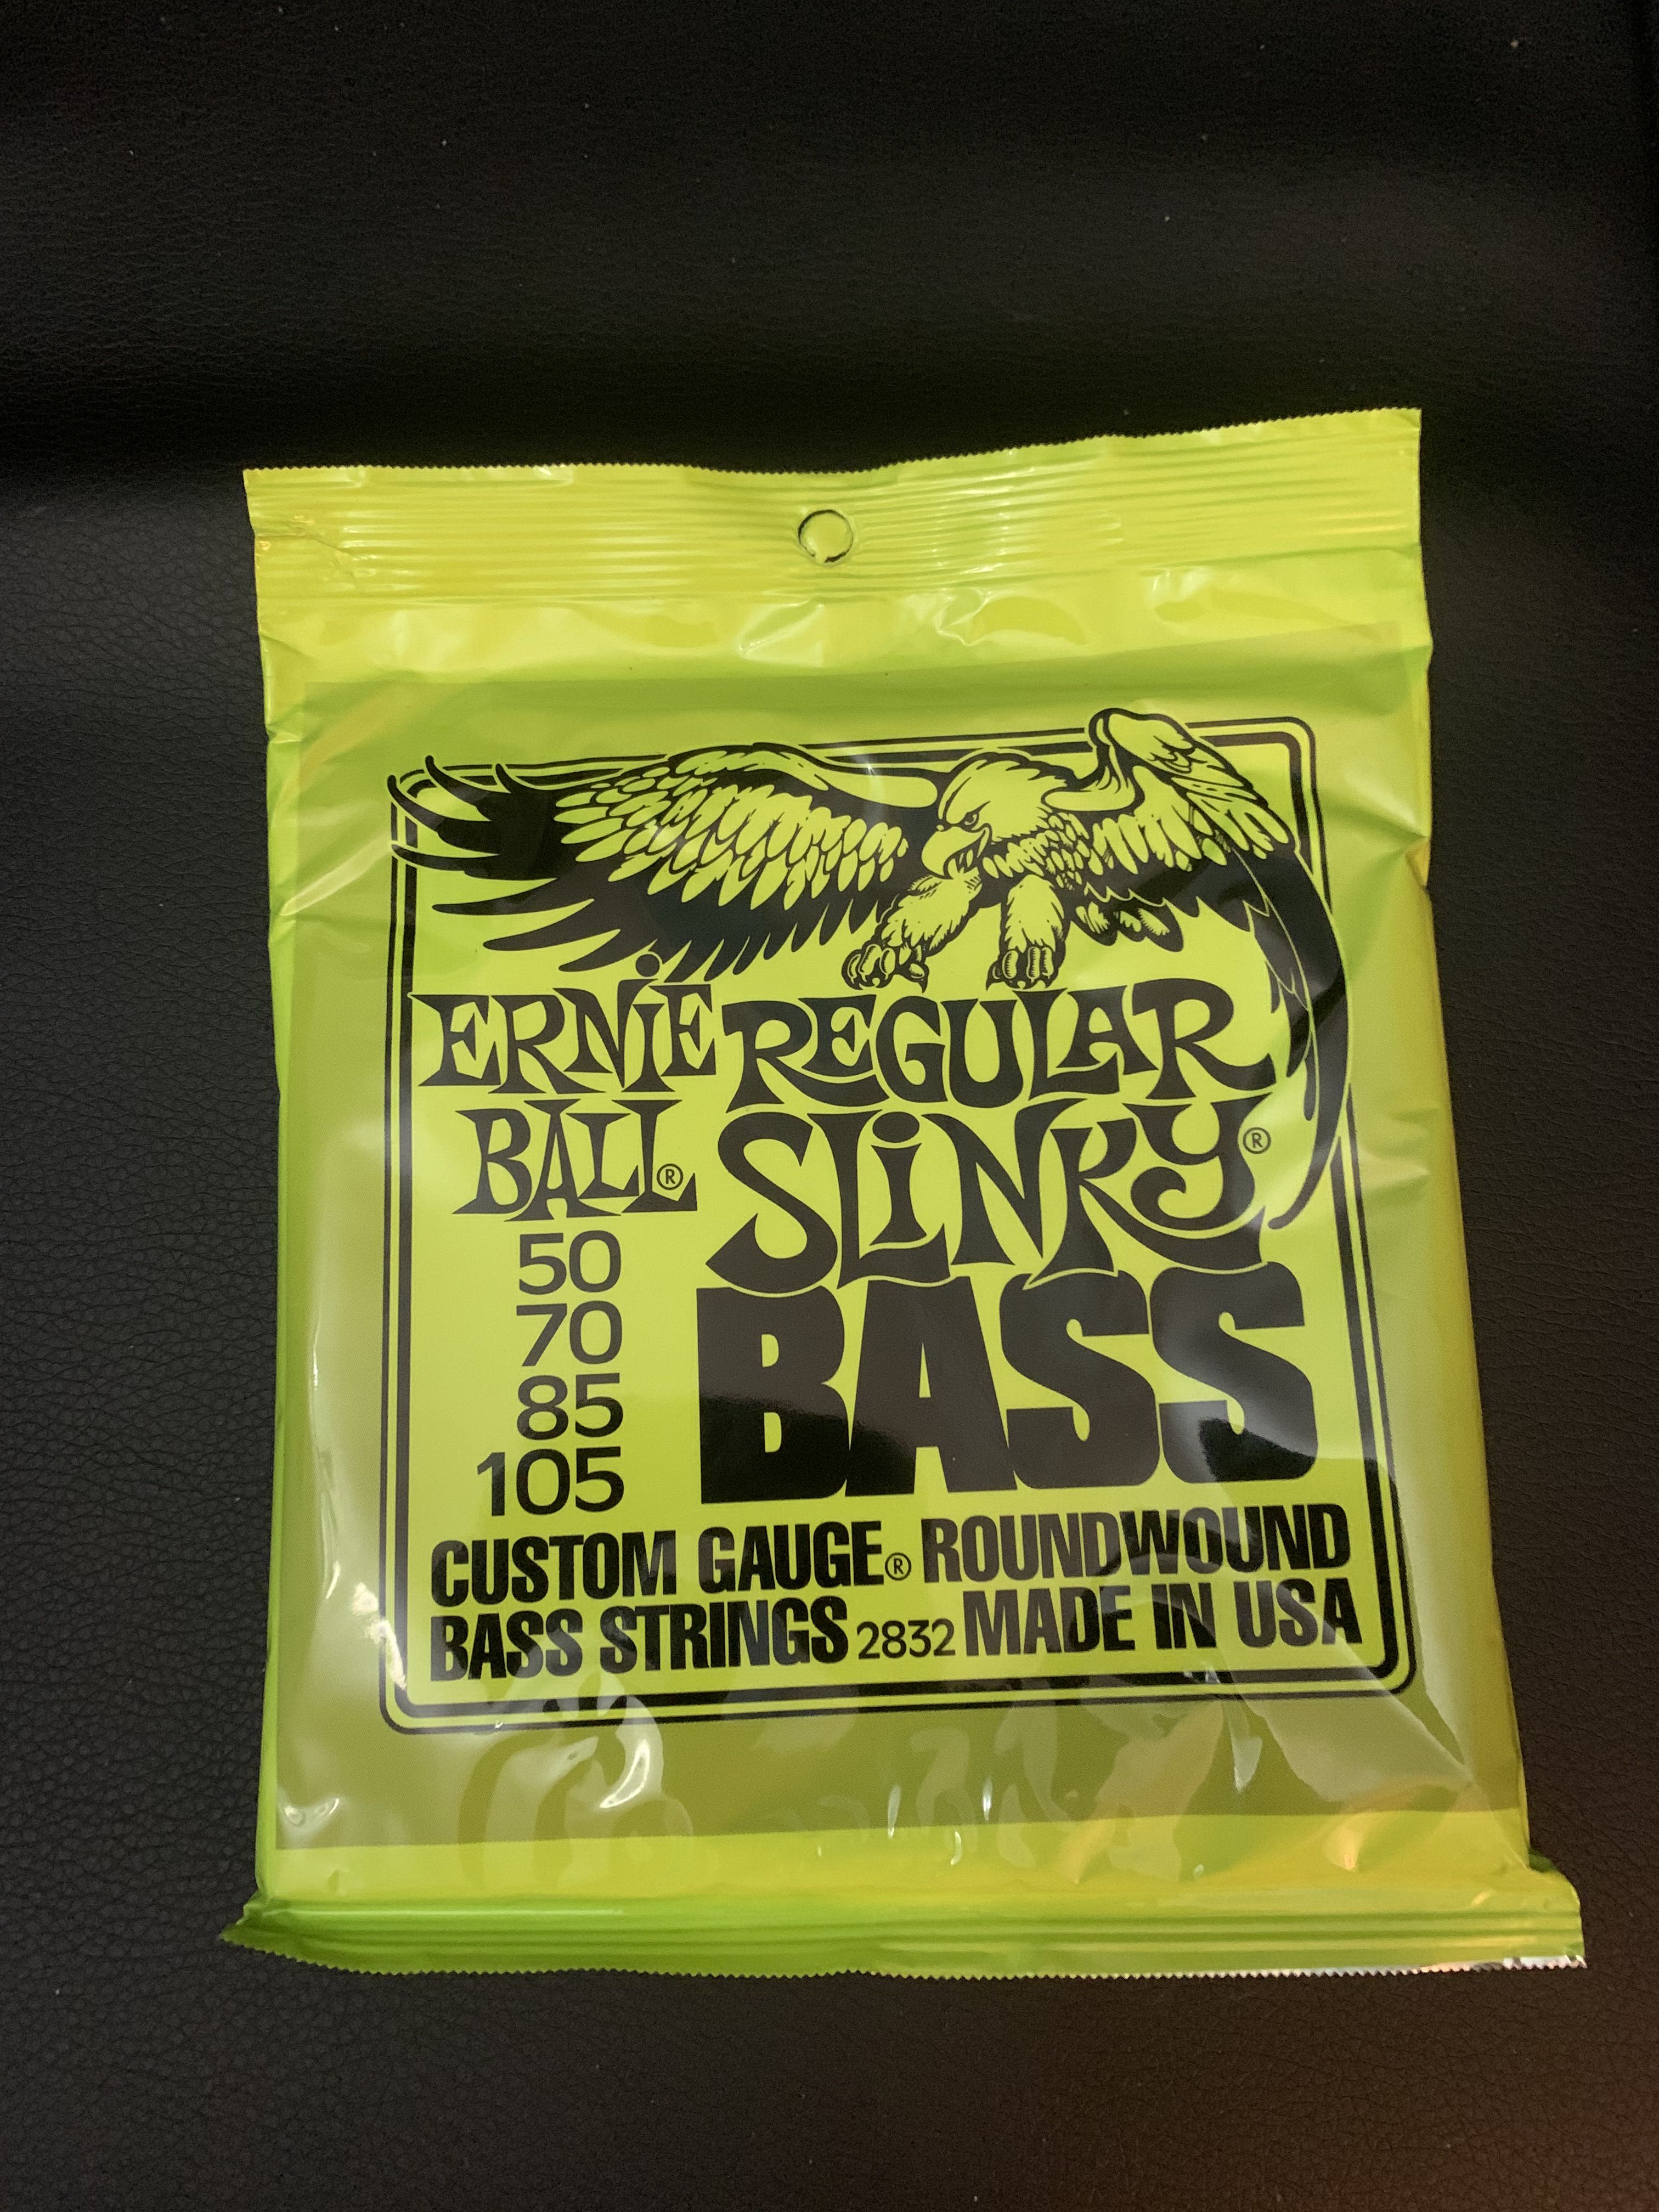 ERNIE
BALL®
REGULAR
SLINKY®
BASS
50
70
85
105
CUSTOM GAUGE® ROUNDWOUND
BASS STRINGS 2832 MADE IN USA